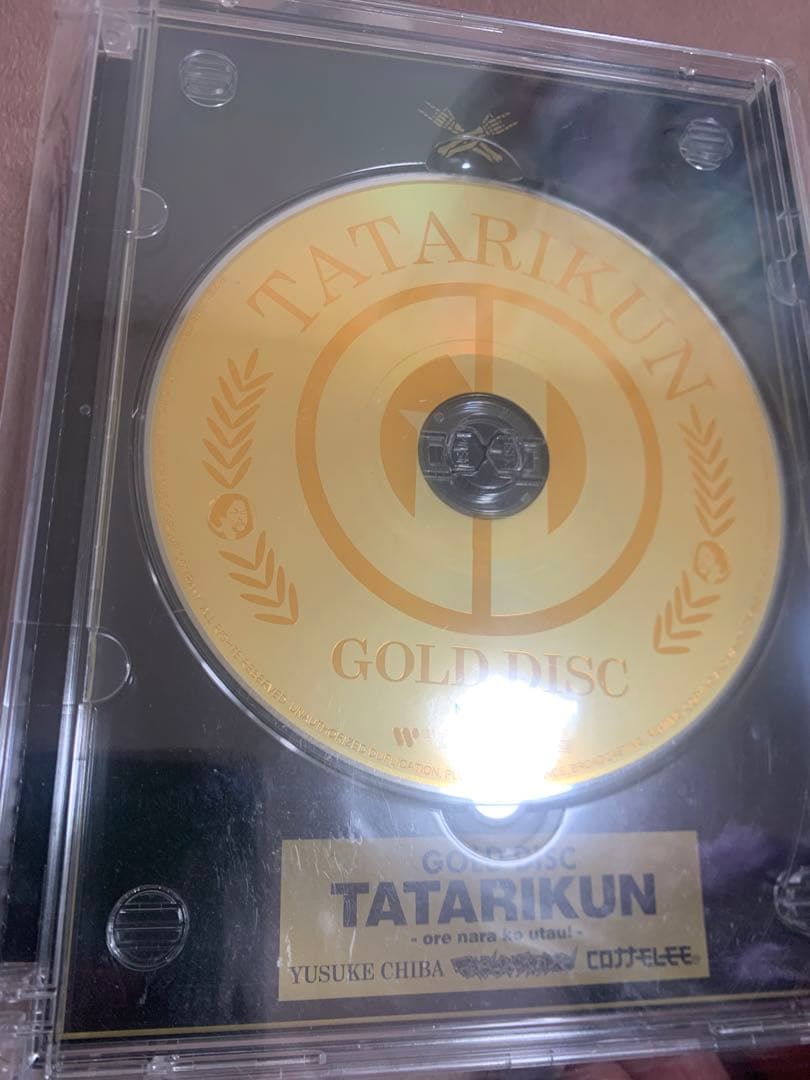 TATARIKUN
GOLD DISC
ALL RIGHTS RESERVED. UNAUTHORIZED DUPLICATION,
GOLD DISC
TATARIKUN
- ore nara ko utau! -
YUSUKE CHIBA